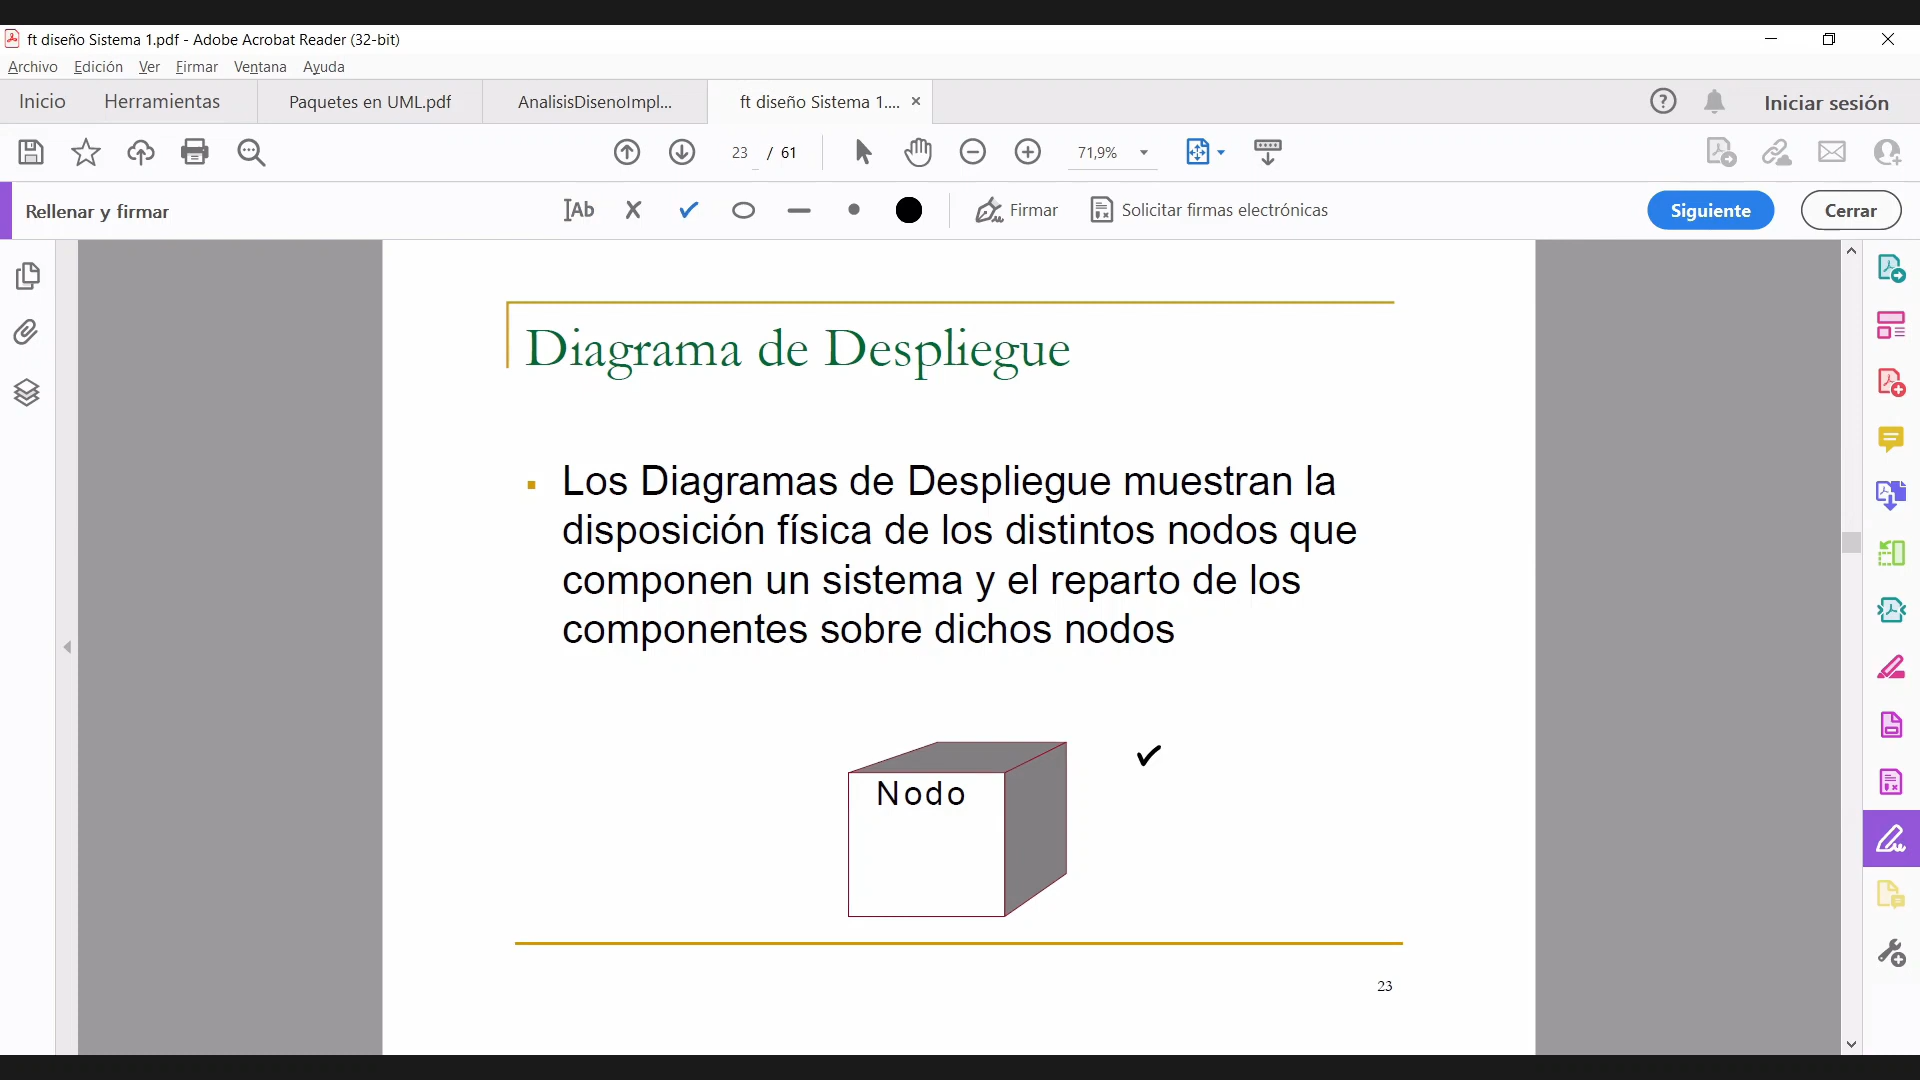 ft diseño Sistema 1.pdf - Adobe Acrobat Reader (32-bit)
Archivo Edición Ver Firmar Ventana Ayuda
Inicio Herramientas Paquetes en UML.pdf AnalisisDisenoImpl... ft diseño Sistema 1.... Iniciar sesión
23 / 61 71,9%
Rellenar y firmar Ab Firmar Solicitar firmas electrónicas Siguiente Cerrar
Diagrama de Despliegue
Los Diagramas de Despliegue muestran la
disposición física de los distintos nodos que
componen un sistema y el reparto de los
componentes sobre dichos nodos
Nodo
23